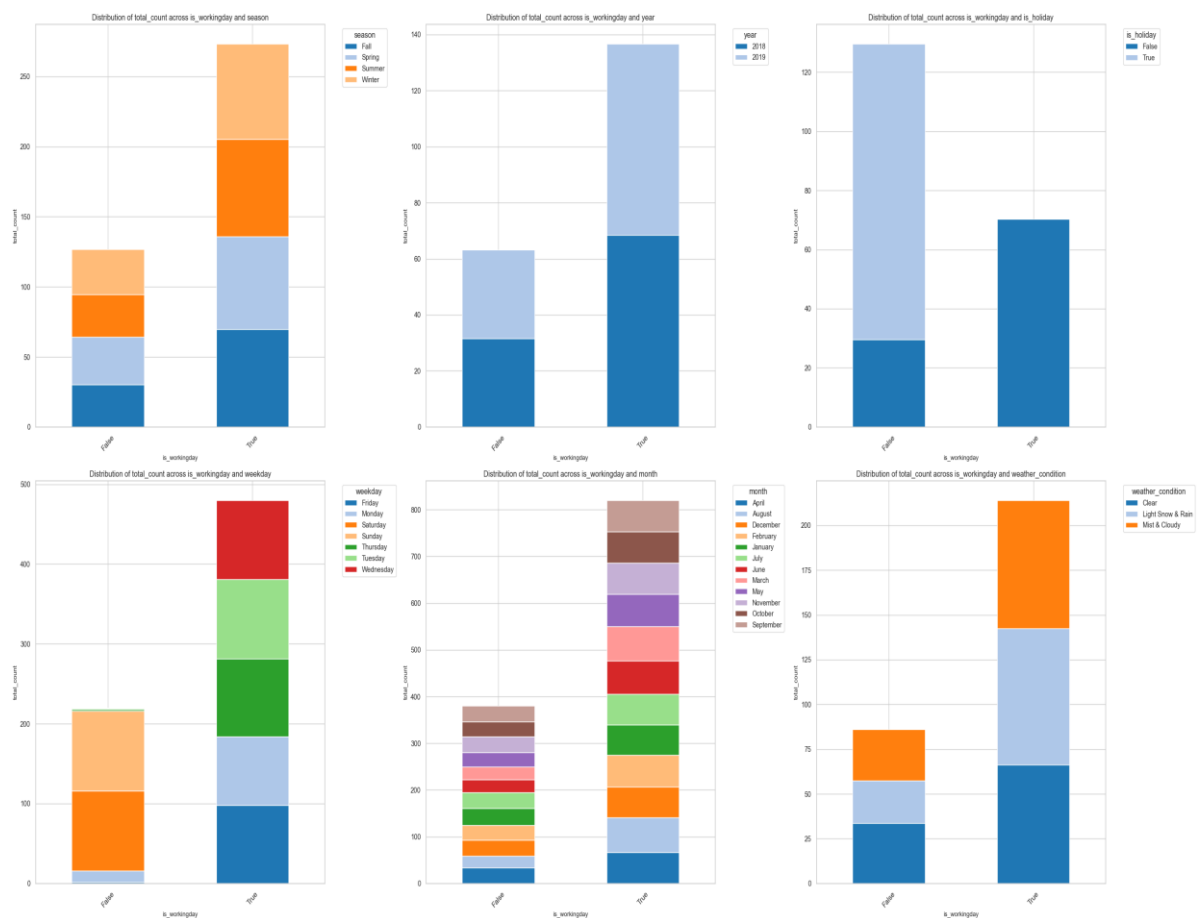 Distribution of total_count across is_workingday and season
season
Fall
Spring
Summer
Winter
250
200
150
100
50
0
total_count
False
True
is_workingday
Distribution of total_count across is_workingday and year
year
2018
2019
140
120
100
80
60
40
20
0
total_count
False
True
is_workingday
Distribution of total_count across is_workingday and is_holiday
is_holiday
False
True
120
100
80
60
40
20
0
total_count
False
True
is_workingday
Distribution of total_count across is_workingday and weekday
weekday
Friday
Monday
Saturday
Sunday
Thursday
Tuesday
Wednesday
500
400
300
200
100
0
total_count
False
True
is_workingday
Distribution of total_count across is_workingday and month
month
April
August
December
February
January
July
June
March
May
November
October
September
800
700
600
500
400
300
200
100
0
total_count
False
True
is_workingday
Distribution of total_count across is_workingday and weather_condition
weather_condition
Clear
Light Snow & Rain
Mist & Cloudy
200
175
150
125
100
75
50
25
0
total_count
False
True
is_workingday